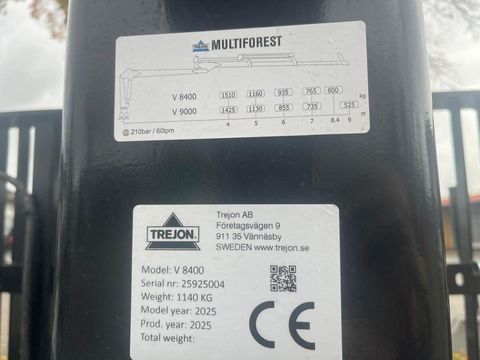 TREJON MULTIFOREST
V 8400 1510 1160 935 765 600
V 9000 1425 1130 855 735 525 kg
4 5 6 7 8.4 9 m
@ 210bar / 60lpm
TREJON
Trejon AB
Företagsvägen 9
911 35 Vännäsby
SWEDEN www.trejon.se
Model: V 8400
Serial nr: 25925004
Weight: 1140 KG
Model year: 2025
Prod. year: 2025
Total weight:
CE